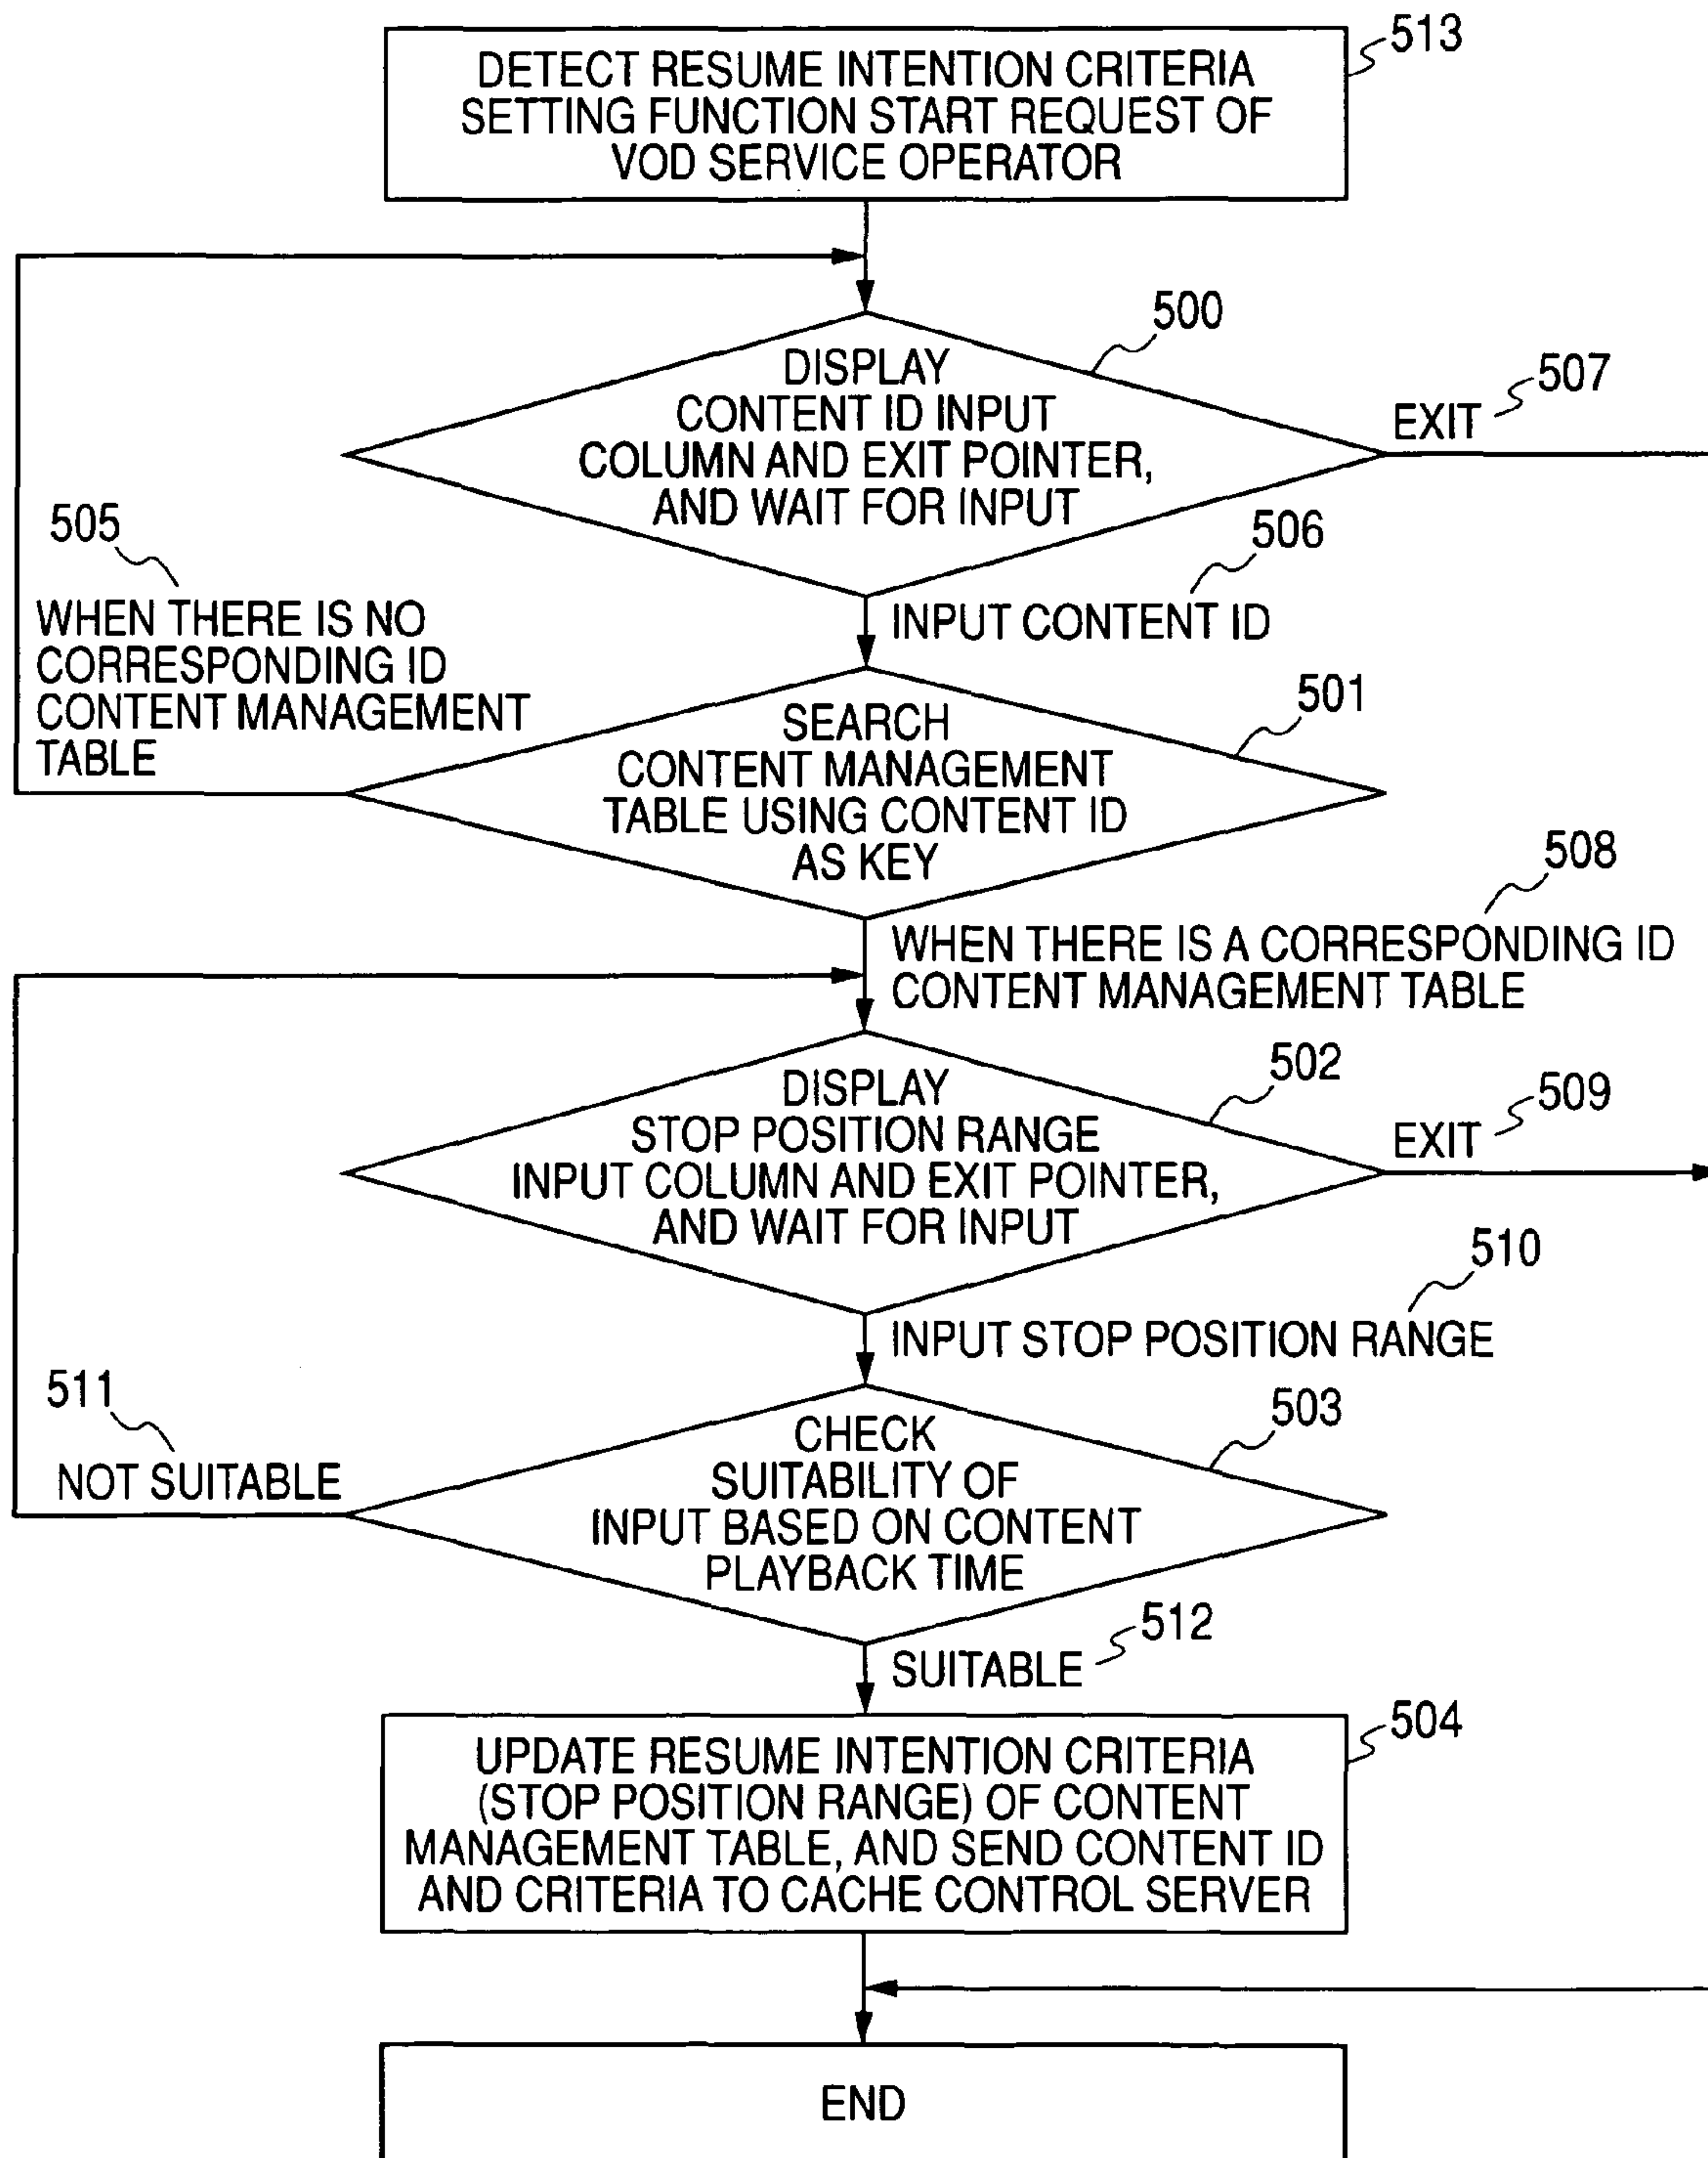 513
DETECT RESUME INTENTION CRITERIA
SETTING FUNCTION START REQUEST OF
VOD SERVICE OPERATOR
500
DISPLAY
CONTENT ID INPUT
COLUMN AND EXIT POINTER,
AND WAIT FOR INPUT
507
EXIT
505
WHEN THERE IS NO
CORRESPONDING ID
CONTENT MANAGEMENT
TABLE
506
INPUT CONTENT ID
501
SEARCH
CONTENT MANAGEMENT
TABLE USING CONTENT ID
AS KEY
508
WHEN THERE IS A CORRESPONDING ID
CONTENT MANAGEMENT TABLE
502
DISPLAY
STOP POSITION RANGE
INPUT COLUMN AND EXIT POINTER,
AND WAIT FOR INPUT
509
EXIT
510
INPUT STOP POSITION RANGE
511
NOT SUITABLE
503
CHECK
SUITABILITY OF
INPUT BASED ON CONTENT
PLAYBACK TIME
512
SUITABLE
504
UPDATE RESUME INTENTION CRITERIA
(STOP POSITION RANGE) OF CONTENT
MANAGEMENT TABLE, AND SEND CONTENT ID
AND CRITERIA TO CACHE CONTROL SERVER
END